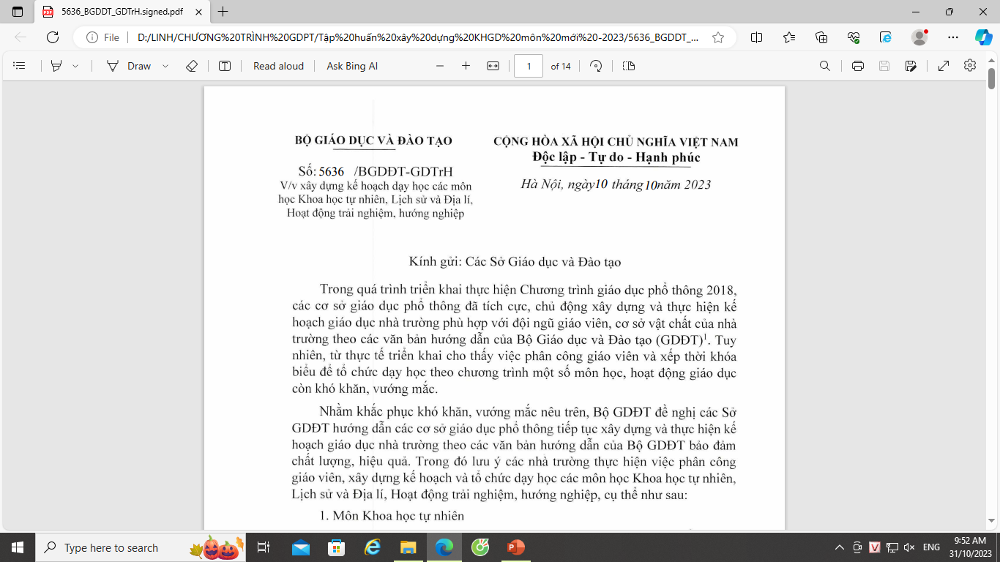 5636_BGDDT_GDTrH.signed.pdf
File
D:/LINH/CHƯƠNG%20TRÌNH%20GDPT/Tập%20huấn%20xây%20dựng%20KHGD%20môn%20mới%20-2023/5636_BGDDT_...
Draw
Read aloud
Ask Bing AI
1
of 14
BỘ GIÁO DỤC VÀ ĐÀO TẠO
Số: 5636 /BGDĐT-GDTrH
V/v xây dựng kế hoạch dạy học các môn
học Khoa học tự nhiên, Lịch sử và Địa lí,
Hoạt động trải nghiệm, hướng nghiệp
CỘNG HÒA XÃ HỘI CHỦ NGHĨA VIỆT NAM
Độc lập - Tự do - Hạnh phúc
Hà Nội, ngày 10 tháng 10 năm 2023
Kính gửi: Các Sở Giáo dục và Đào tạo
Trong quá trình triển khai thực hiện Chương trình giáo dục phổ thông 2018,
các cơ sở giáo dục phổ thông đã tích cực, chủ động xây dựng và thực hiện kế
hoạch giáo dục nhà trường phù hợp với đội ngũ giáo viên, cơ sở vật chất của nhà
trường theo các văn bản hướng dẫn của Bộ Giáo dục và Đào tạo (GDĐT)¹. Tuy
nhiên, từ thực tế triển khai cho thấy việc phân công giáo viên và xếp thời khóa
biểu để tổ chức dạy học theo chương trình một số môn học, hoạt động giáo dục
còn khó khăn, vướng mắc.
Nhằm khắc phục khó khăn, vướng mắc nêu trên, Bộ GDĐT đề nghị các Sở
GDĐT hướng dẫn các cơ sở giáo dục phổ thông tiếp tục xây dựng và thực hiện kế
hoạch giáo dục nhà trường theo các văn bản hướng dẫn của Bộ GDĐT bảo đảm
chất lượng, hiệu quả. Trong đó lưu ý các nhà trường thực hiện việc phân công
giáo viên, xây dựng kế hoạch và tổ chức dạy học các môn học Khoa học tự nhiên,
Lịch sử và Địa lí, Hoạt động trải nghiệm, hướng nghiệp, cụ thể như sau:
1. Môn Khoa học tự nhiên
Type here to search
ENG
9:52 AM
31/10/2023